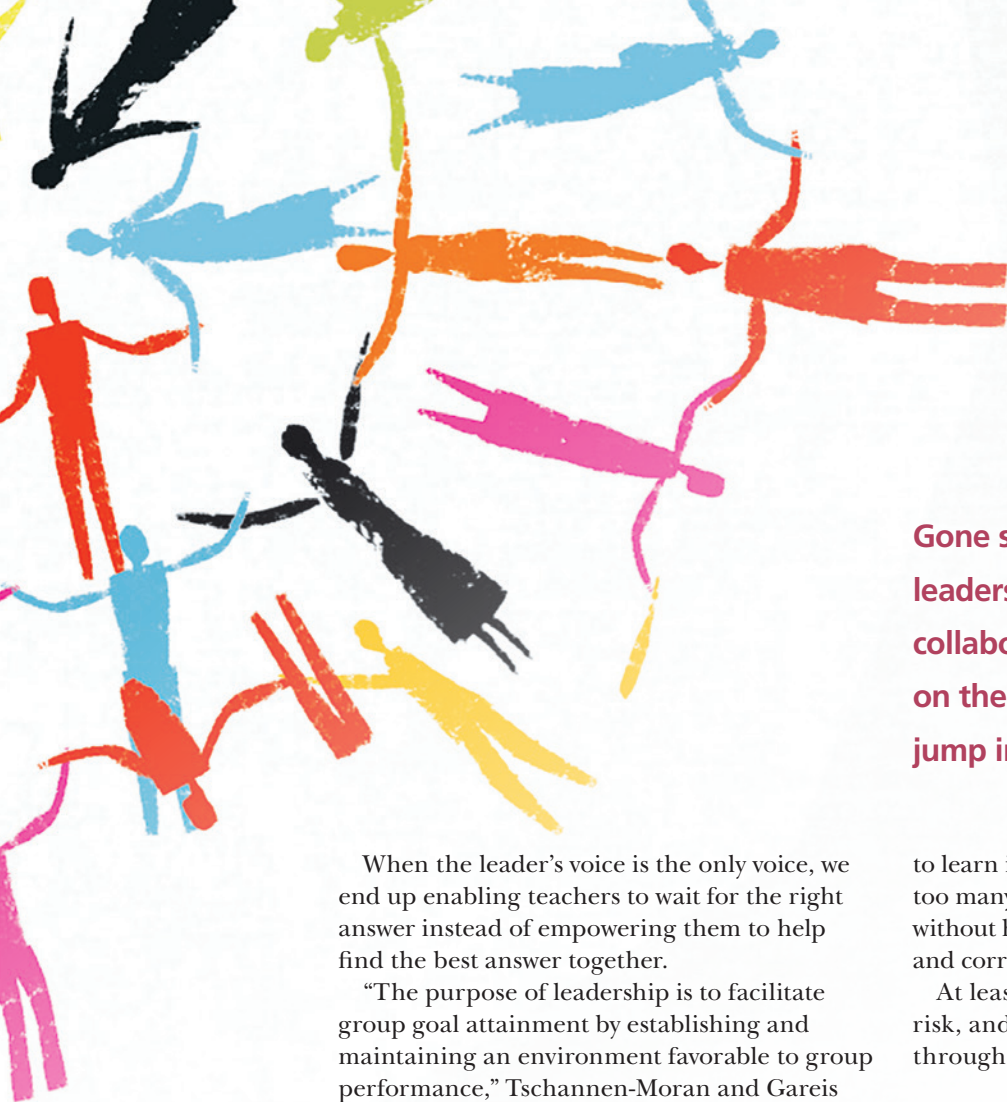 When the leader’s voice is the only voice, we
end up enabling teachers to wait for the right
answer instead of empowering them to help
find the best answer together.
“The purpose of leadership is to facilitate
group goal attainment by establishing and
maintaining an environment favorable to group
performance,” Tschannen-Moran and Gareis
Gone
leaders
on the
jump
to learn
too many
without
and
At
risk, and
through